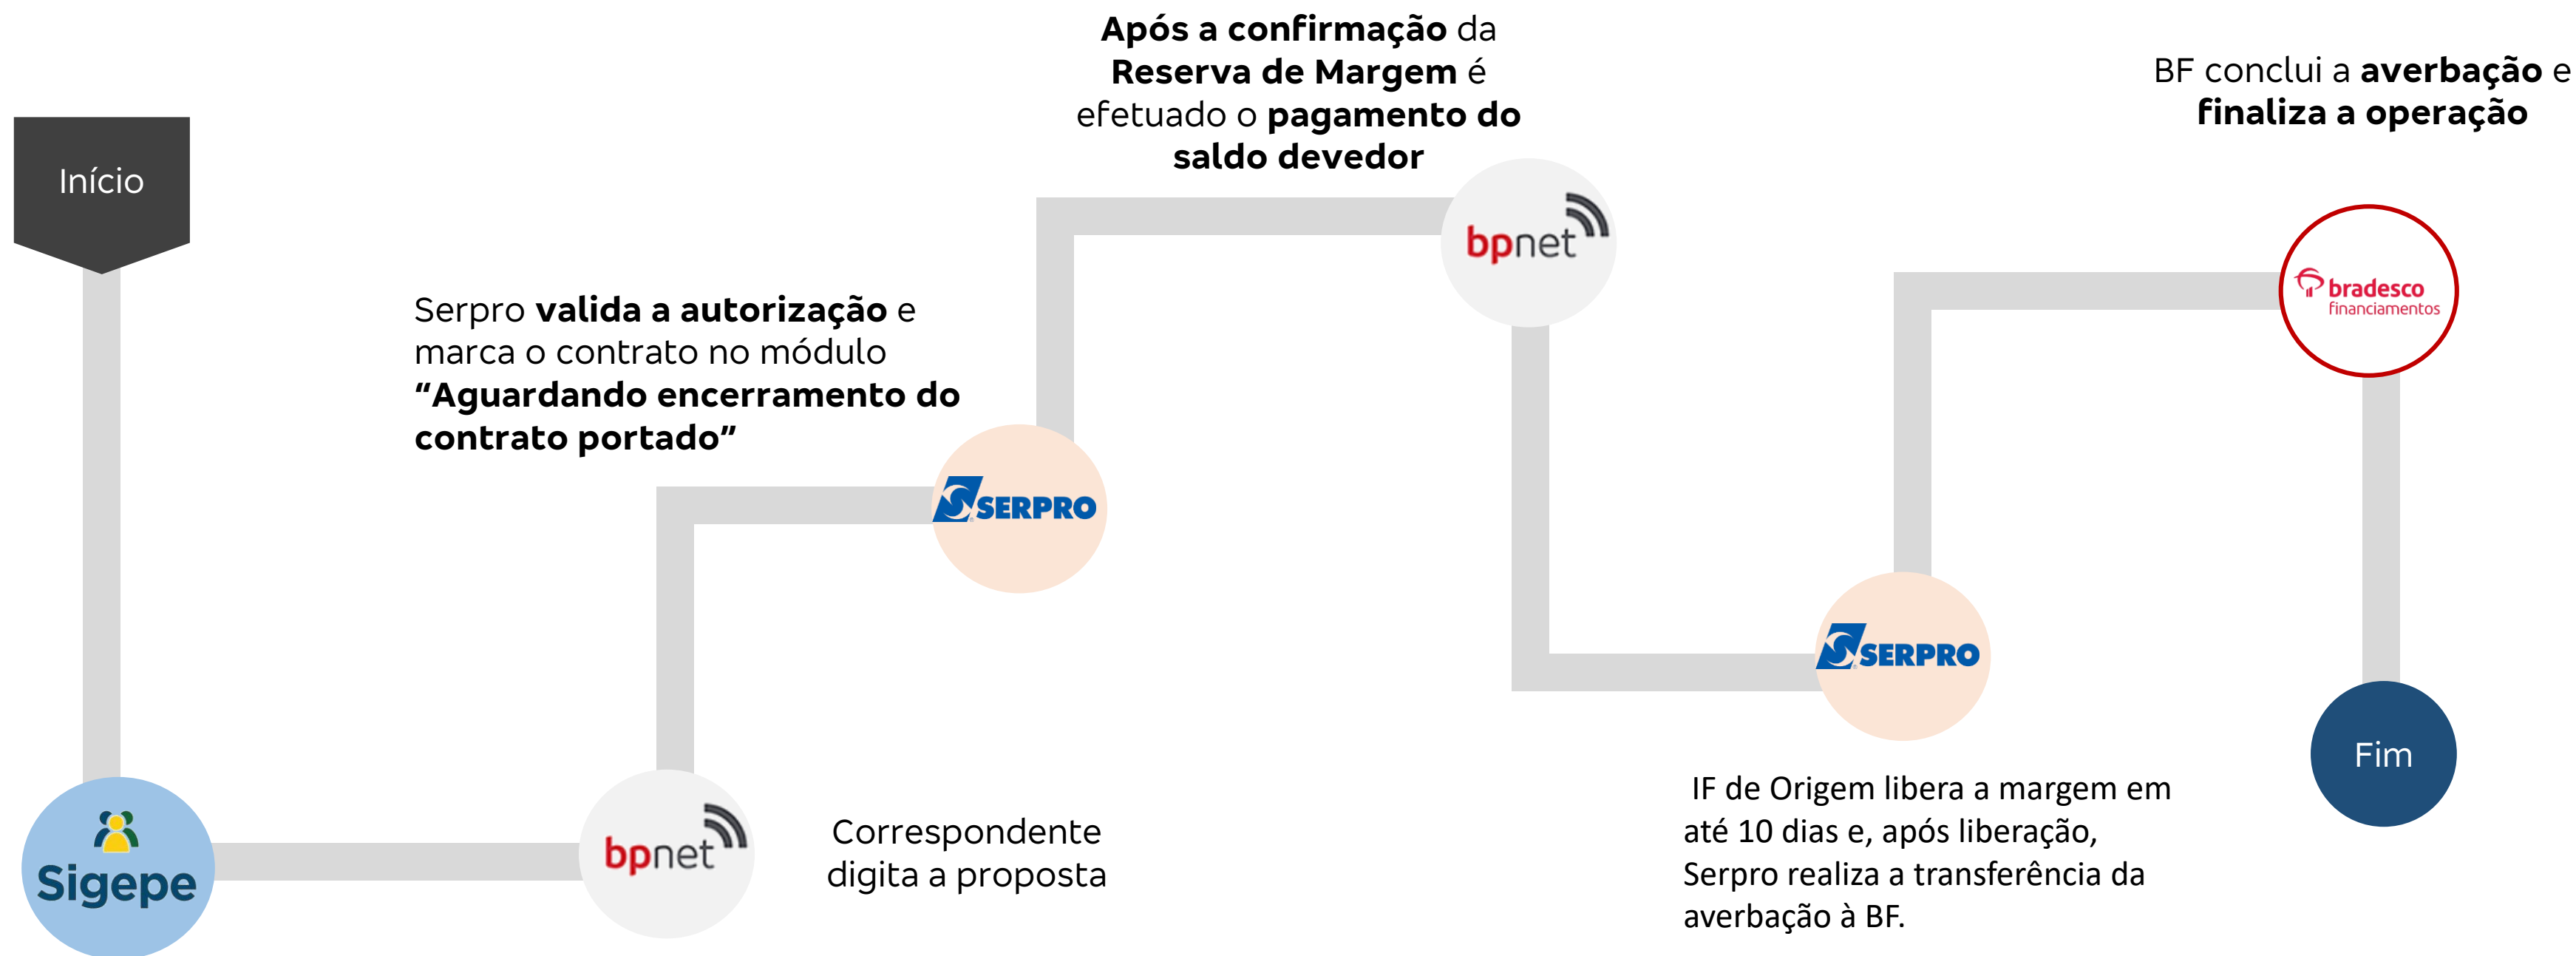 Início
Sigepe
bpnet
Correspondente
digita a proposta
Serpro valida a autorização e
marca o contrato no módulo
“Aguardando encerramento do
contrato portado”
SERPRO
Após a confirmação da
Reserva de Margem é
efetuado o pagamento do
saldo devedor
bpnet
SERPRO
IF de Origem libera a margem em
até 10 dias e, após liberação,
Serpro realiza a transferência da
averbação à BF.
BF conclui a averbação e
finaliza a operação
bradesco
financiamentos
Fim